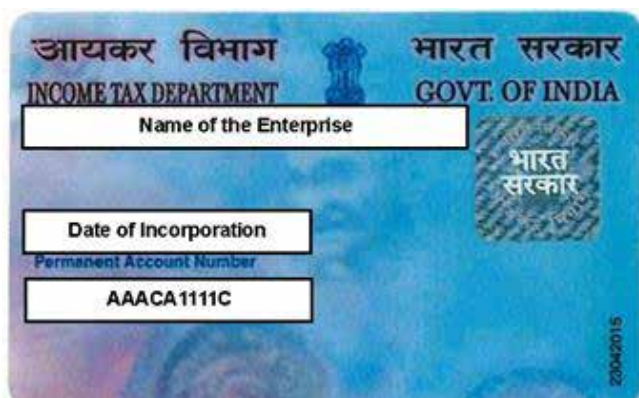 आयकर विभाग
भारत सरकार
INCOME TAX DEPARTMENT
GOVT. OF INDIA
Name of the Enterprise
भारत
सरकार
Date of Incorporation
Permanent Account Number
AAACA1111C
23042015